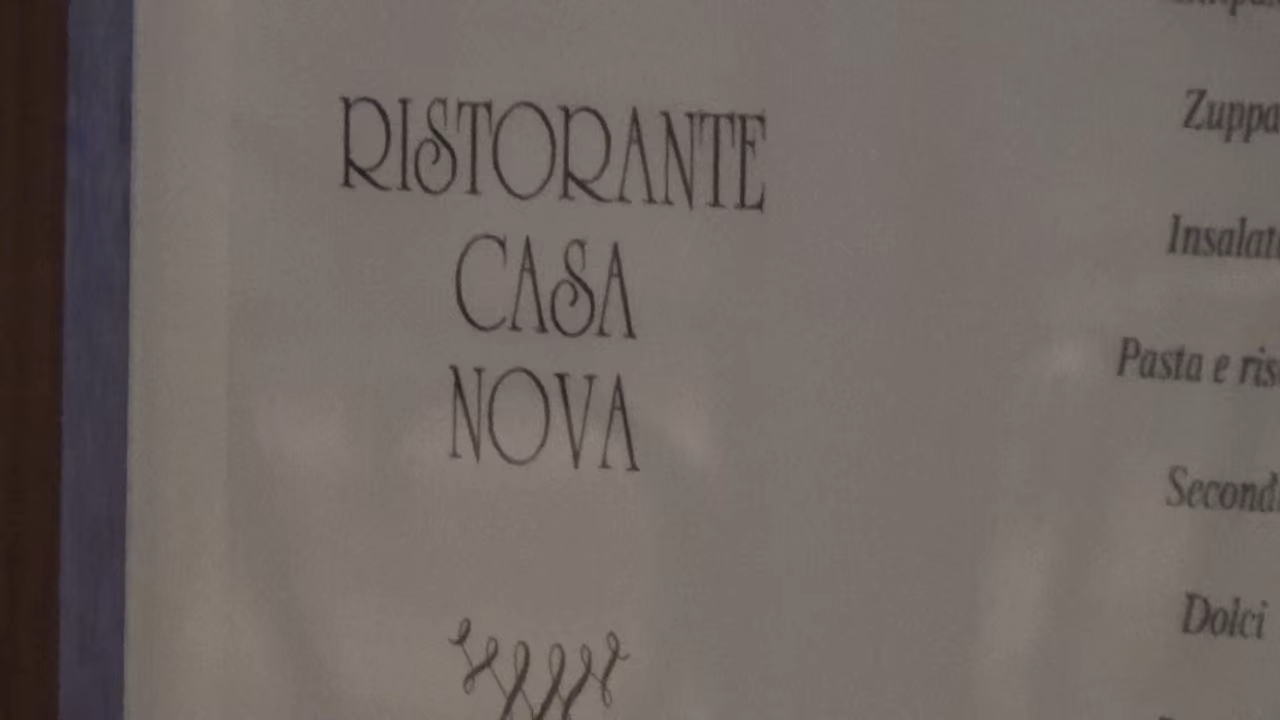 RISTORANTE
CASA
NOVA
Zuppa
Insalat
Pasta e ris
Second
Dolci